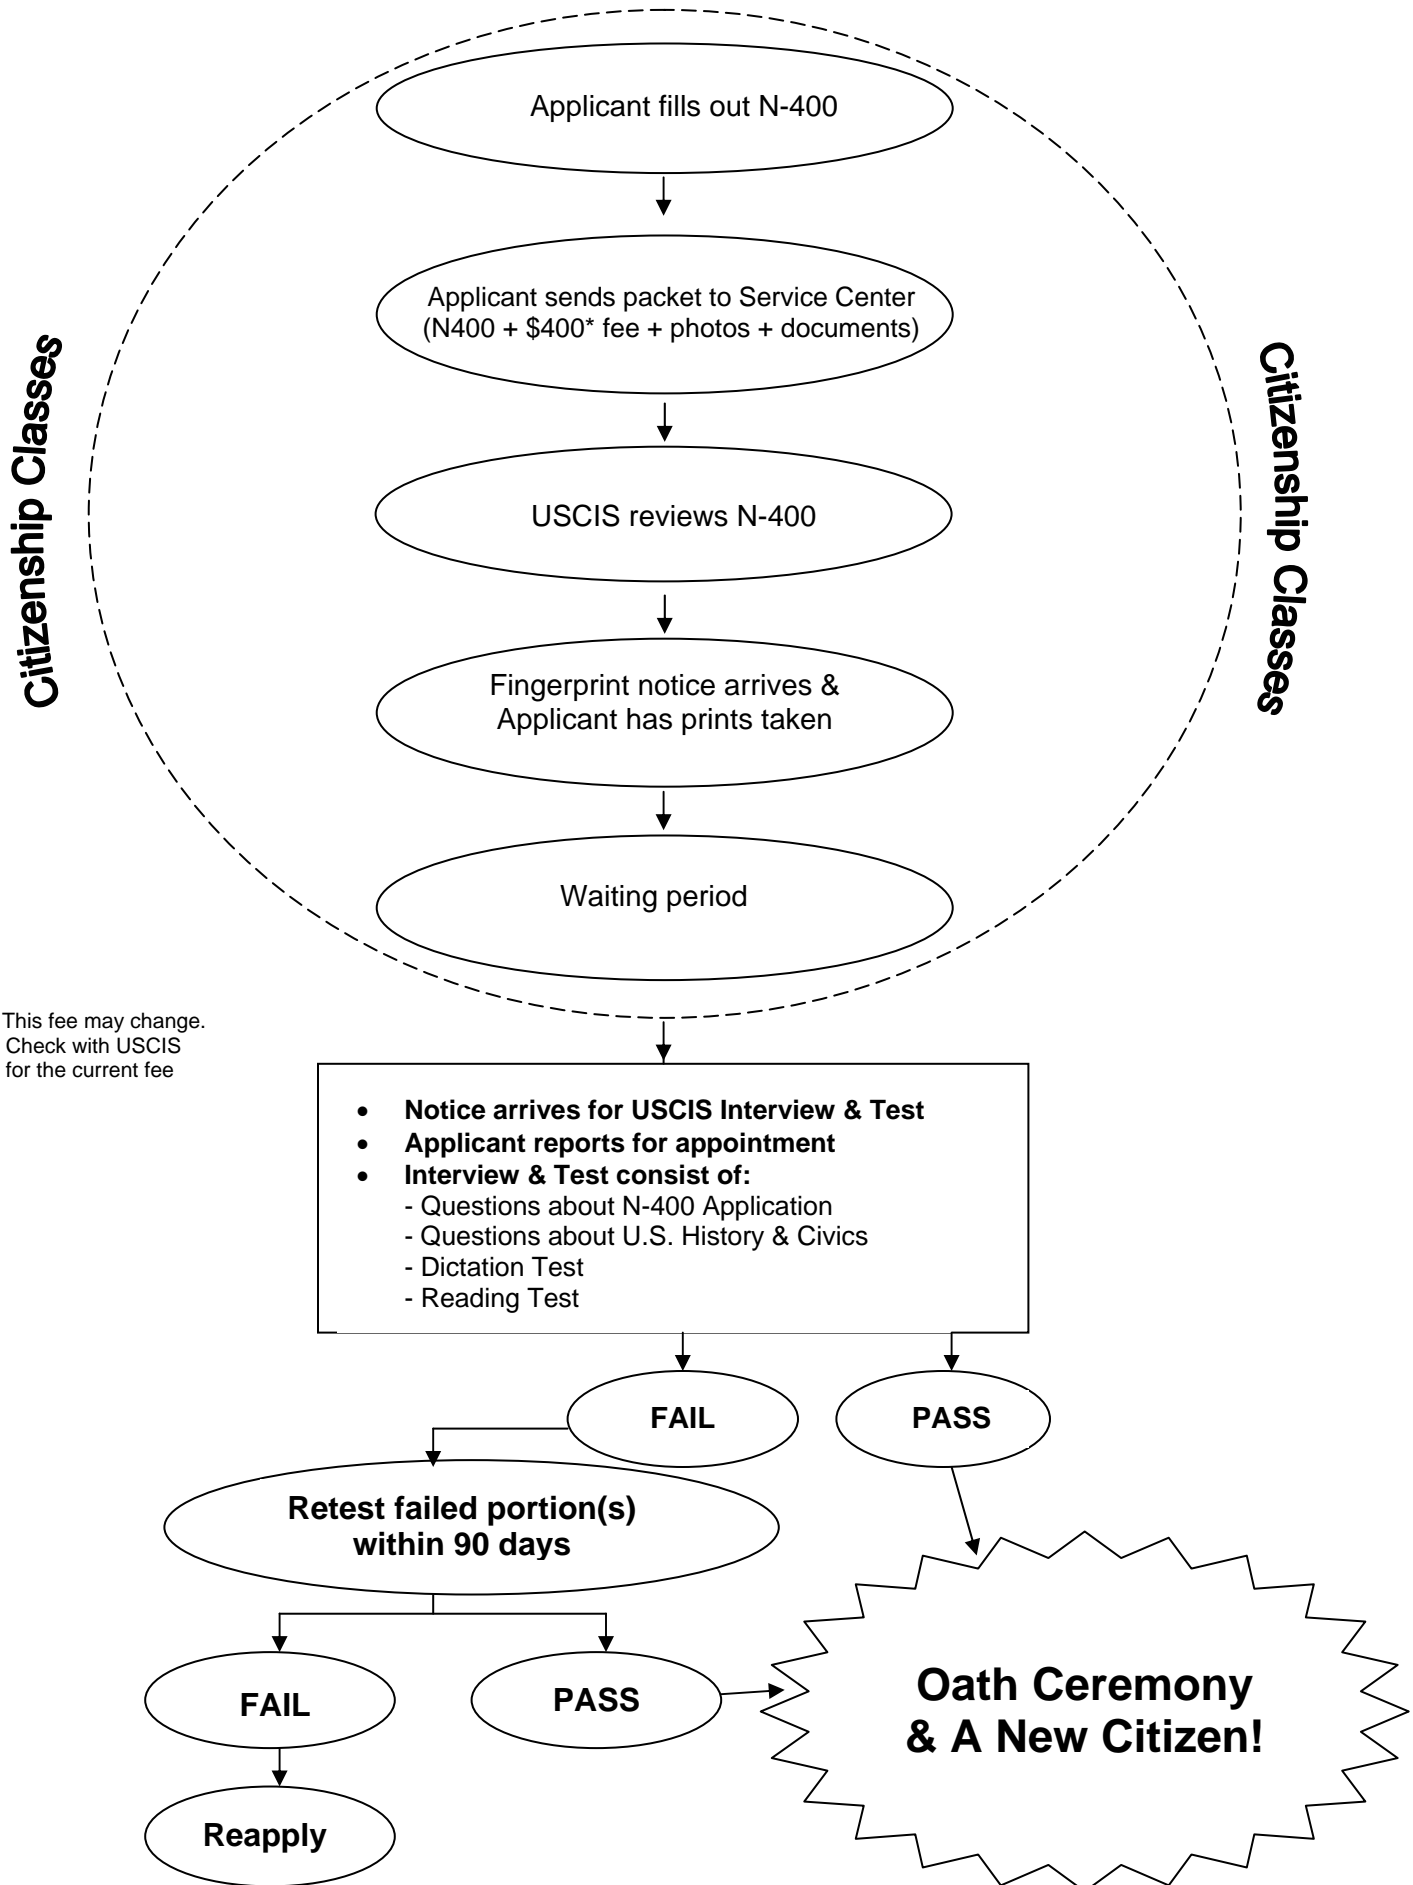 Applicant fills out N-400
Applicant sends packet to Service Center
(N400 + $400* fee + photos + documents)
Citizenship Classes
Citizenship Classes
USCIS reviews N-400
Fingerprint notice arrives &
Applicant has prints taken
Waiting period
This fee may change.
Check with USCIS
for the current fee
• Notice arrives for USCIS Interview & Test
• Applicant reports for appointment
• Interview & Test consist of:
- Questions about N-400 Application
- Questions about U.S. History & Civics
- Dictation Test
- Reading Test
FAIL
PASS
Retest failed portion(s)
within 90 days
FAIL
PASS
Oath Ceremony
& A New Citizen!
Reapply